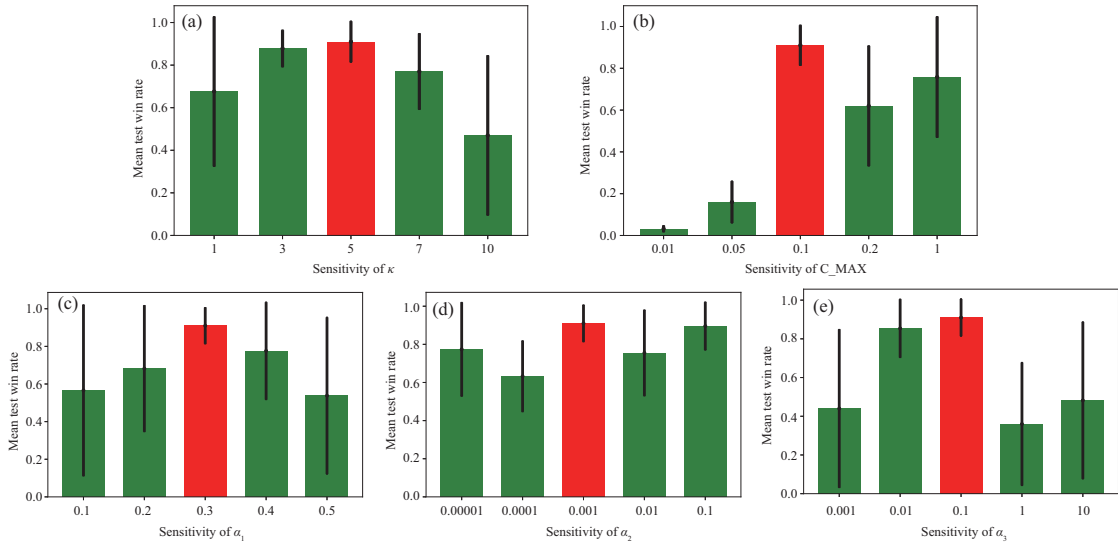 (a)
Mean test win rate
1.0
0.8
0.6
0.4
0.2
0.0
1 3 5 7 10
Sensitivity of κ
(b)
Mean test win rate
1.0
0.8
0.6
0.4
0.2
0.0
0.01 0.05 0.1 0.2 1
Sensitivity of C_MAX
(c)
Mean test win rate
1.0
0.8
0.6
0.4
0.2
0.0
0.1 0.2 0.3 0.4 0.5
Sensitivity of α₁
(d)
Mean test win rate
1.0
0.8
0.6
0.4
0.2
0.0
0.00001 0.0001 0.001 0.01 0.1
Sensitivity of α₂
(e)
Mean test win rate
1.0
0.8
0.6
0.4
0.2
0.0
0.001 0.01 0.1 1 10
Sensitivity of α₃